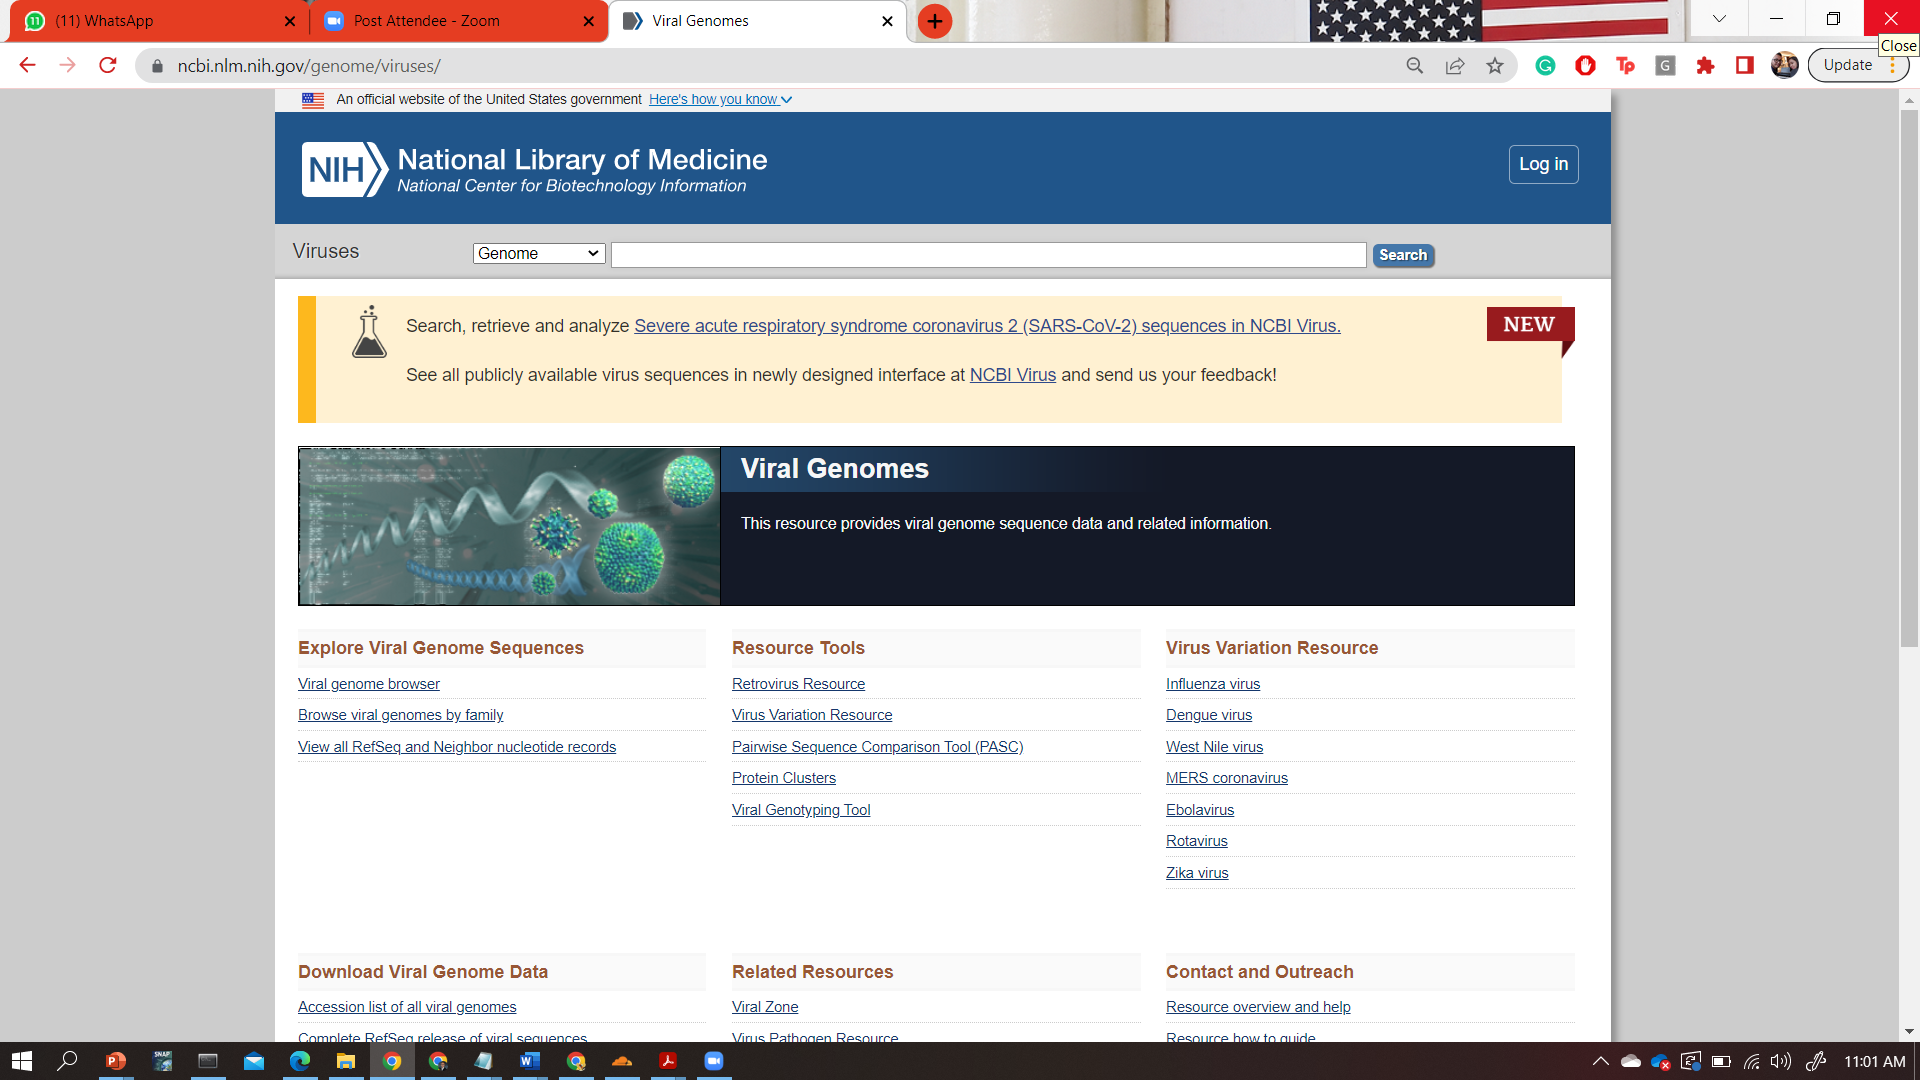 (11) WhatsApp
Post Attendee - Zoom
Viral Genomes
Close
ncbi.nlm.nih.gov/genome/viruses/
Update
An official website of the United States government Here's how you know
NIH National Library of Medicine
National Center for Biotechnology Information
Log in
Viruses
Genome
Search
Search, retrieve and analyze Severe acute respiratory syndrome coronavirus 2 (SARS-CoV-2) sequences in NCBI Virus.
NEW
See all publicly available virus sequences in newly designed interface at NCBI Virus and send us your feedback!
Viral Genomes
This resource provides viral genome sequence data and related information.
Explore Viral Genome Sequences
Viral genome browser
Browse viral genomes by family
View all RefSeq and Neighbor nucleotide records
Resource Tools
Retrovirus Resource
Virus Variation Resource
Pairwise Sequence Comparison Tool (PASC)
Protein Clusters
Viral Genotyping Tool
Virus Variation Resource
Influenza virus
Dengue virus
West Nile virus
MERS coronavirus
Ebolavirus
Rotavirus
Zika virus
Download Viral Genome Data
Accession list of all viral genomes
Complete RefSeq release of viral sequences
Related Resources
Viral Zone
Virus Pathogen Resource
Contact and Outreach
Resource overview and help
Resource how to guide
11:01 AM